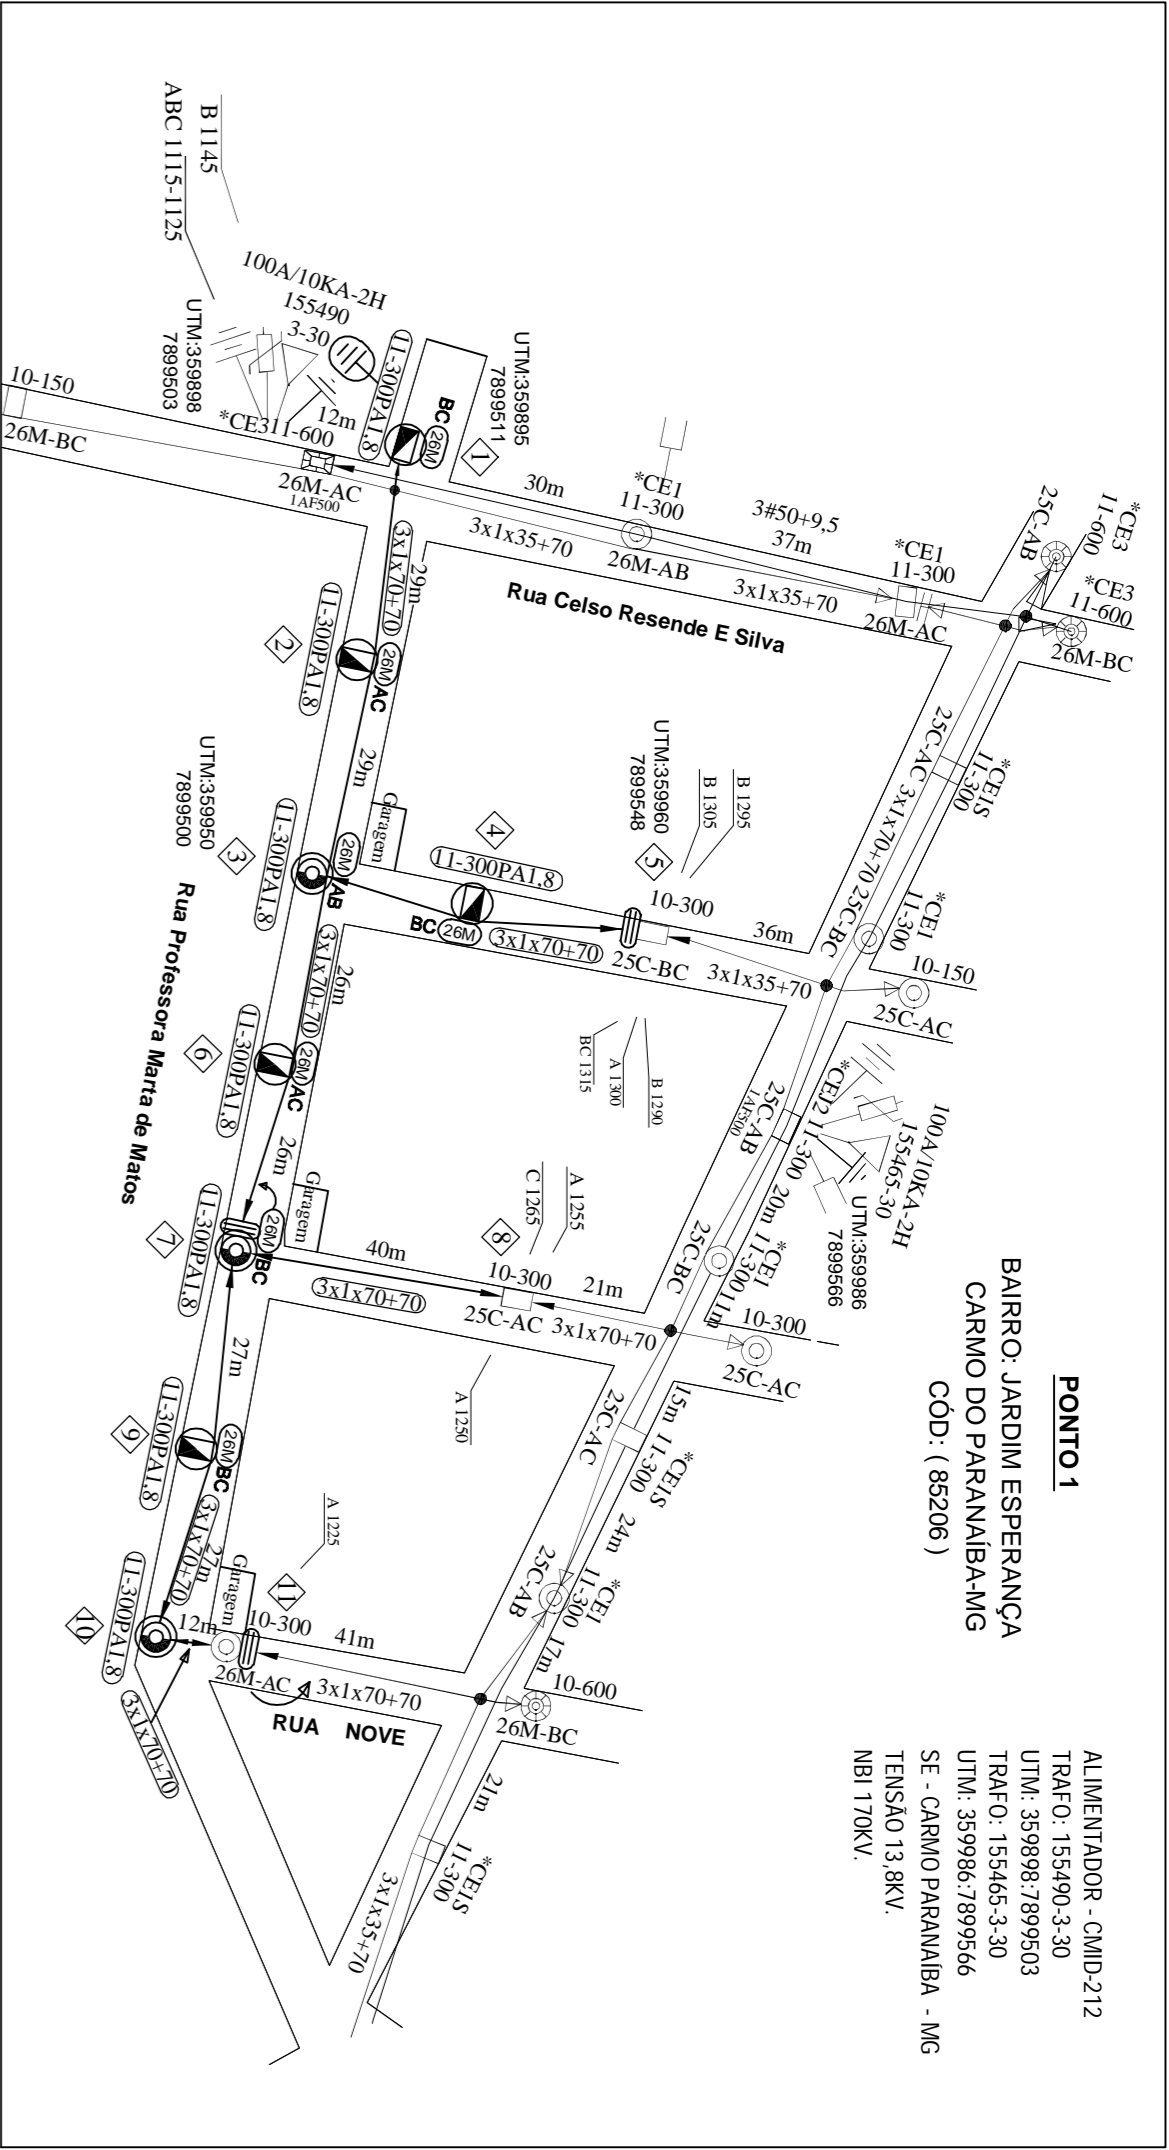 PONTO 1
BAIRRO: JARDIM ESPERANÇA
CARMO DO PARANAÍBA-MG
CÓD: ( 85206 )
ALIMENTADOR - CMID-212
TRAFO: 155490-3-30
UTM: 359898:7899503
TRAFO: 155465-3-30
UTM: 359986:7899566
SE - CARMO PARANAÍBA - MG
TENSÃO 13,8KV.
NBI 170KV.
*CE3
11-600
25C-AB
*CE3
11-600
26M-BC
*CE1
11-300
26M-AC
3#50+9,5
37m
3x1x35+70
*CE1
11-300
26M-AB
30m
3x1x35+70
Rua Celso Resende E Silva
UTM:359895
7899511
1
BC
26M
11-300PA1,8
100A/10KA-2H
155490
3-30
B 1145
ABC 1115-1125
UTM:359898
7899503
12m
*CE311-600
26M-AC
1AF500
10-150
26M-BC
29m
3x1x70+70
2
11-300PA1,8
26M
AC
29m
Garagem
UTM:359950
7899500
3
11-300PA1,8
26M
AB
4
11-300PA1,8
BC
26M
3x1x70+70
UTM:359960
7899548
5
B 1295
B 1305
10-300
25C-BC
36m
3x1x35+70
*CE1S
11-300
25C-AC
3x1x70+70
25C-BC
*CE1
11-300
10-150
25C-AC
B 1290
A 1300
BC 1315
100A/10KA-2H
155465-30
UTM:359986
7899566
*CEJ2 11-300
25C-AB
1AF500
20m
*CE1
11-300
11m
25C-BC
10-300
25C-AC
26m
3x1x70+70
6
11-300PA1,8
26M
AC
26m
Garagem
Rua Professora Marta de Matos
7
11-300PA1,8
26M
BC
40m
3x1x70+70
8
A 1255
C 1265
10-300
25C-AC
21m
3x1x70+70
A 1250
15m
*CE1S
11-300
25C-AC
24m
*CE1
11-300
25C-AB
17m
10-600
26M-BC
27m
9
11-300PA1,8
26M
BC
27m
3x1x70+70
Garagem
10
11-300PA1,8
12m
3x1x70+70
A 1225
11
10-300
26M-AC
41m
3x1x70+70
RUA NOVE
21m
*CE1S
11-300
3x1x35+70